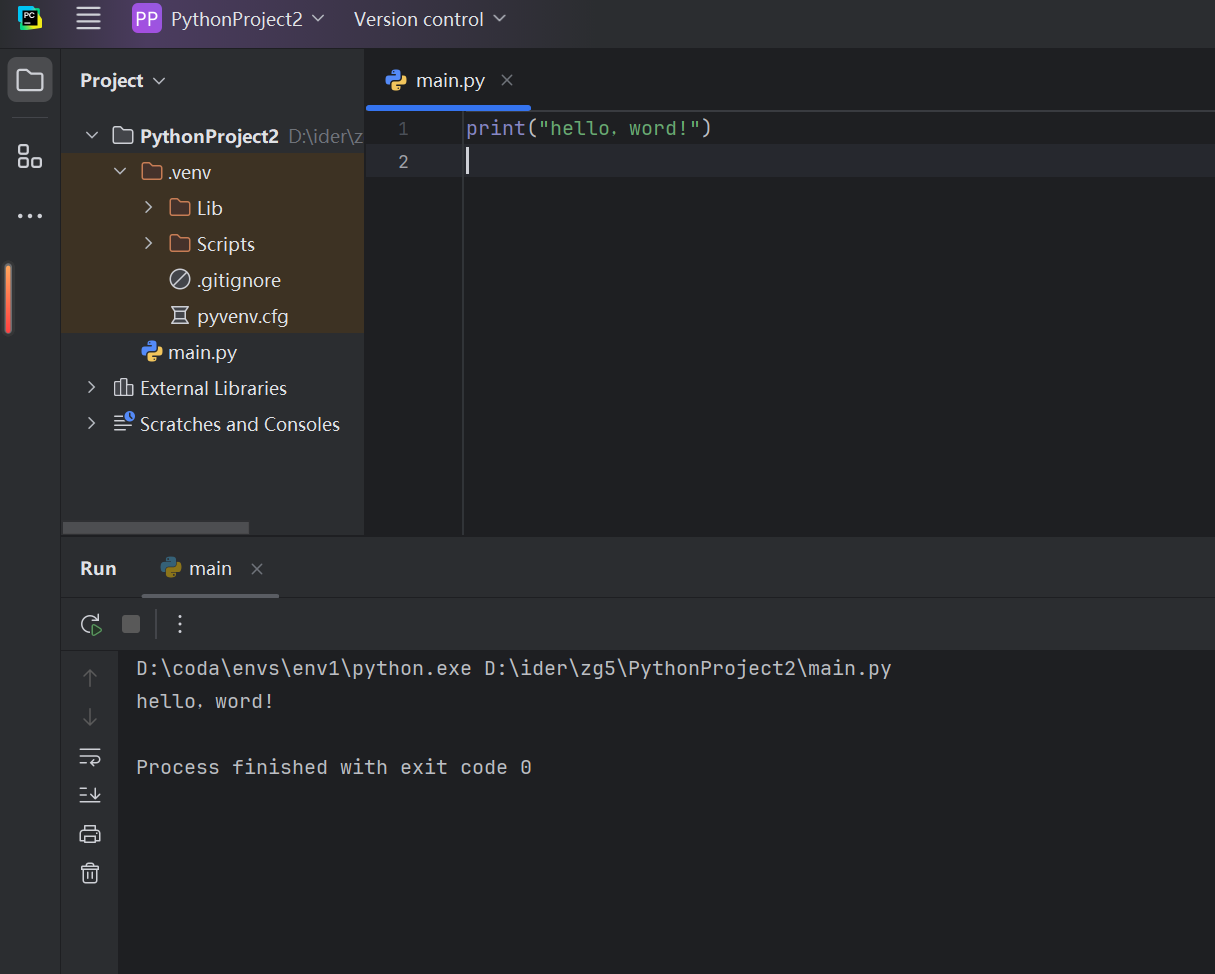 PC
PP PythonProject2 Version control
Project
main.py
PythonProject2 D:\ider\z
.venv
Lib
Scripts
.gitignore
pyvenv.cfg
main.py
External Libraries
Scratches and Consoles
1 print("hello，word!")
2
Run main
D:\coda\envs\env1\python.exe D:\ider\zg5\PythonProject2\main.py
hello，word!
Process finished with exit code 0